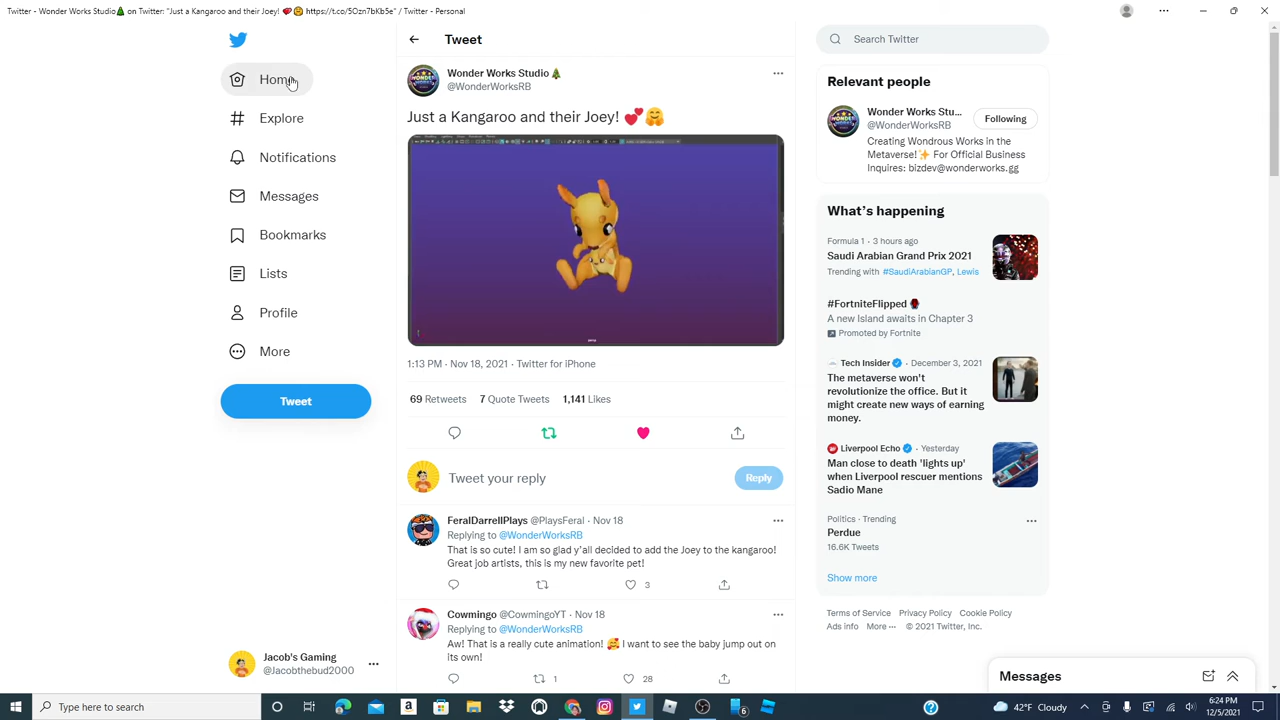 Twitter - Wonder Works Studio🎄 on Twitter: "Just a Kangaroo and their Joey! 💕🤗 https://t.co/5Ozn7bKb5e" / Twitter - Personal
Home
Explore
Notifications
Messages
Bookmarks
Lists
Profile
More
Tweet
Jacob's Gaming
@Jacobthebud2000
Tweet
Wonder Works Studio🎄
@WonderWorksRB
Just a Kangaroo and their Joey! 💕🤗
1:13 PM · Nov 18, 2021 · Twitter for iPhone
69 Retweets 7 Quote Tweets 1,141 Likes
Tweet your reply
Reply
FeralDarrellPlays @PlaysFeral · Nov 18
Replying to @WonderWorksRB
That is so cute! I am so glad y'all decided to add the Joey to the kangaroo!
Great job artists, this is my new favorite pet!
3
Cowmingo @CowmingoYT · Nov 18
Replying to @WonderWorksRB
Aw! That is a really cute animation! 🥰 I want to see the baby jump out on
its own!
1 28
Search Twitter
Relevant people
Wonder Works Stu...
@WonderWorksRB
Following
Creating Wondrous Works in the
Metaverse!✨ For Official Business
Inquires: bizdev@wonderworks.gg
What's happening
Formula 1 · 3 hours ago
Saudi Arabian Grand Prix 2021
Trending with #SaudiArabianGP, Lewis
#FortniteFlipped
A new Island awaits in Chapter 3
Promoted by Fortnite
Tech Insider · December 3, 2021
The metaverse won't
revolutionize the office. But it
might create new ways of earning
money.
Liverpool Echo · Yesterday
Man close to death 'lights up'
when Liverpool rescuer mentions
Sadio Mane
Politics · Trending
Perdue
16.6K Tweets
Show more
Terms of Service Privacy Policy Cookie Policy
Ads info More ··· © 2021 Twitter, Inc.
Messages
Type here to search
6
42°F Cloudy
6:24 PM
12/5/2021